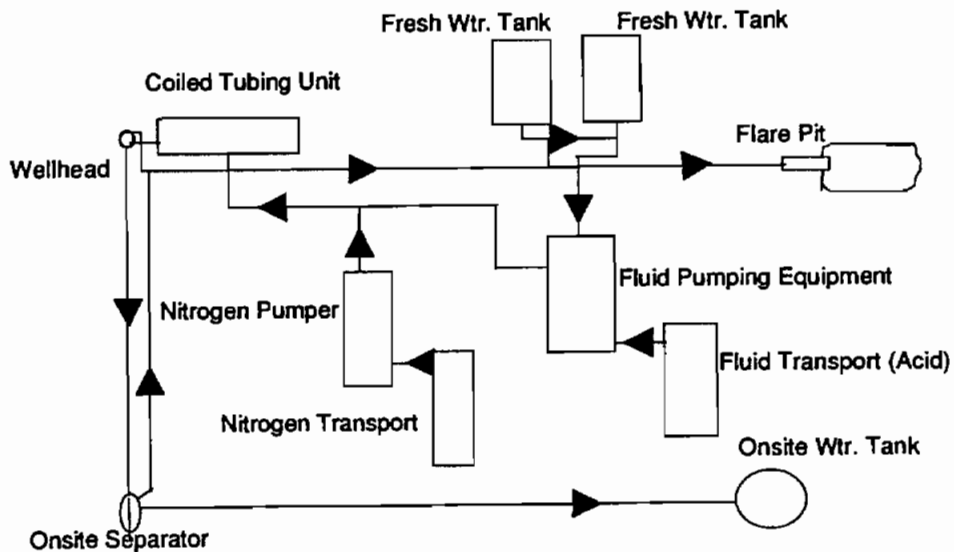 Fresh Wtr. Tank
Fresh Wtr. Tank
Coiled Tubing Unit
Flare Pit
Wellhead
Fluid Pumping Equipment
Nitrogen Pumper
Fluid Transport (Acid)
Nitrogen Transport
Onsite Wtr. Tank
Onsite Separator